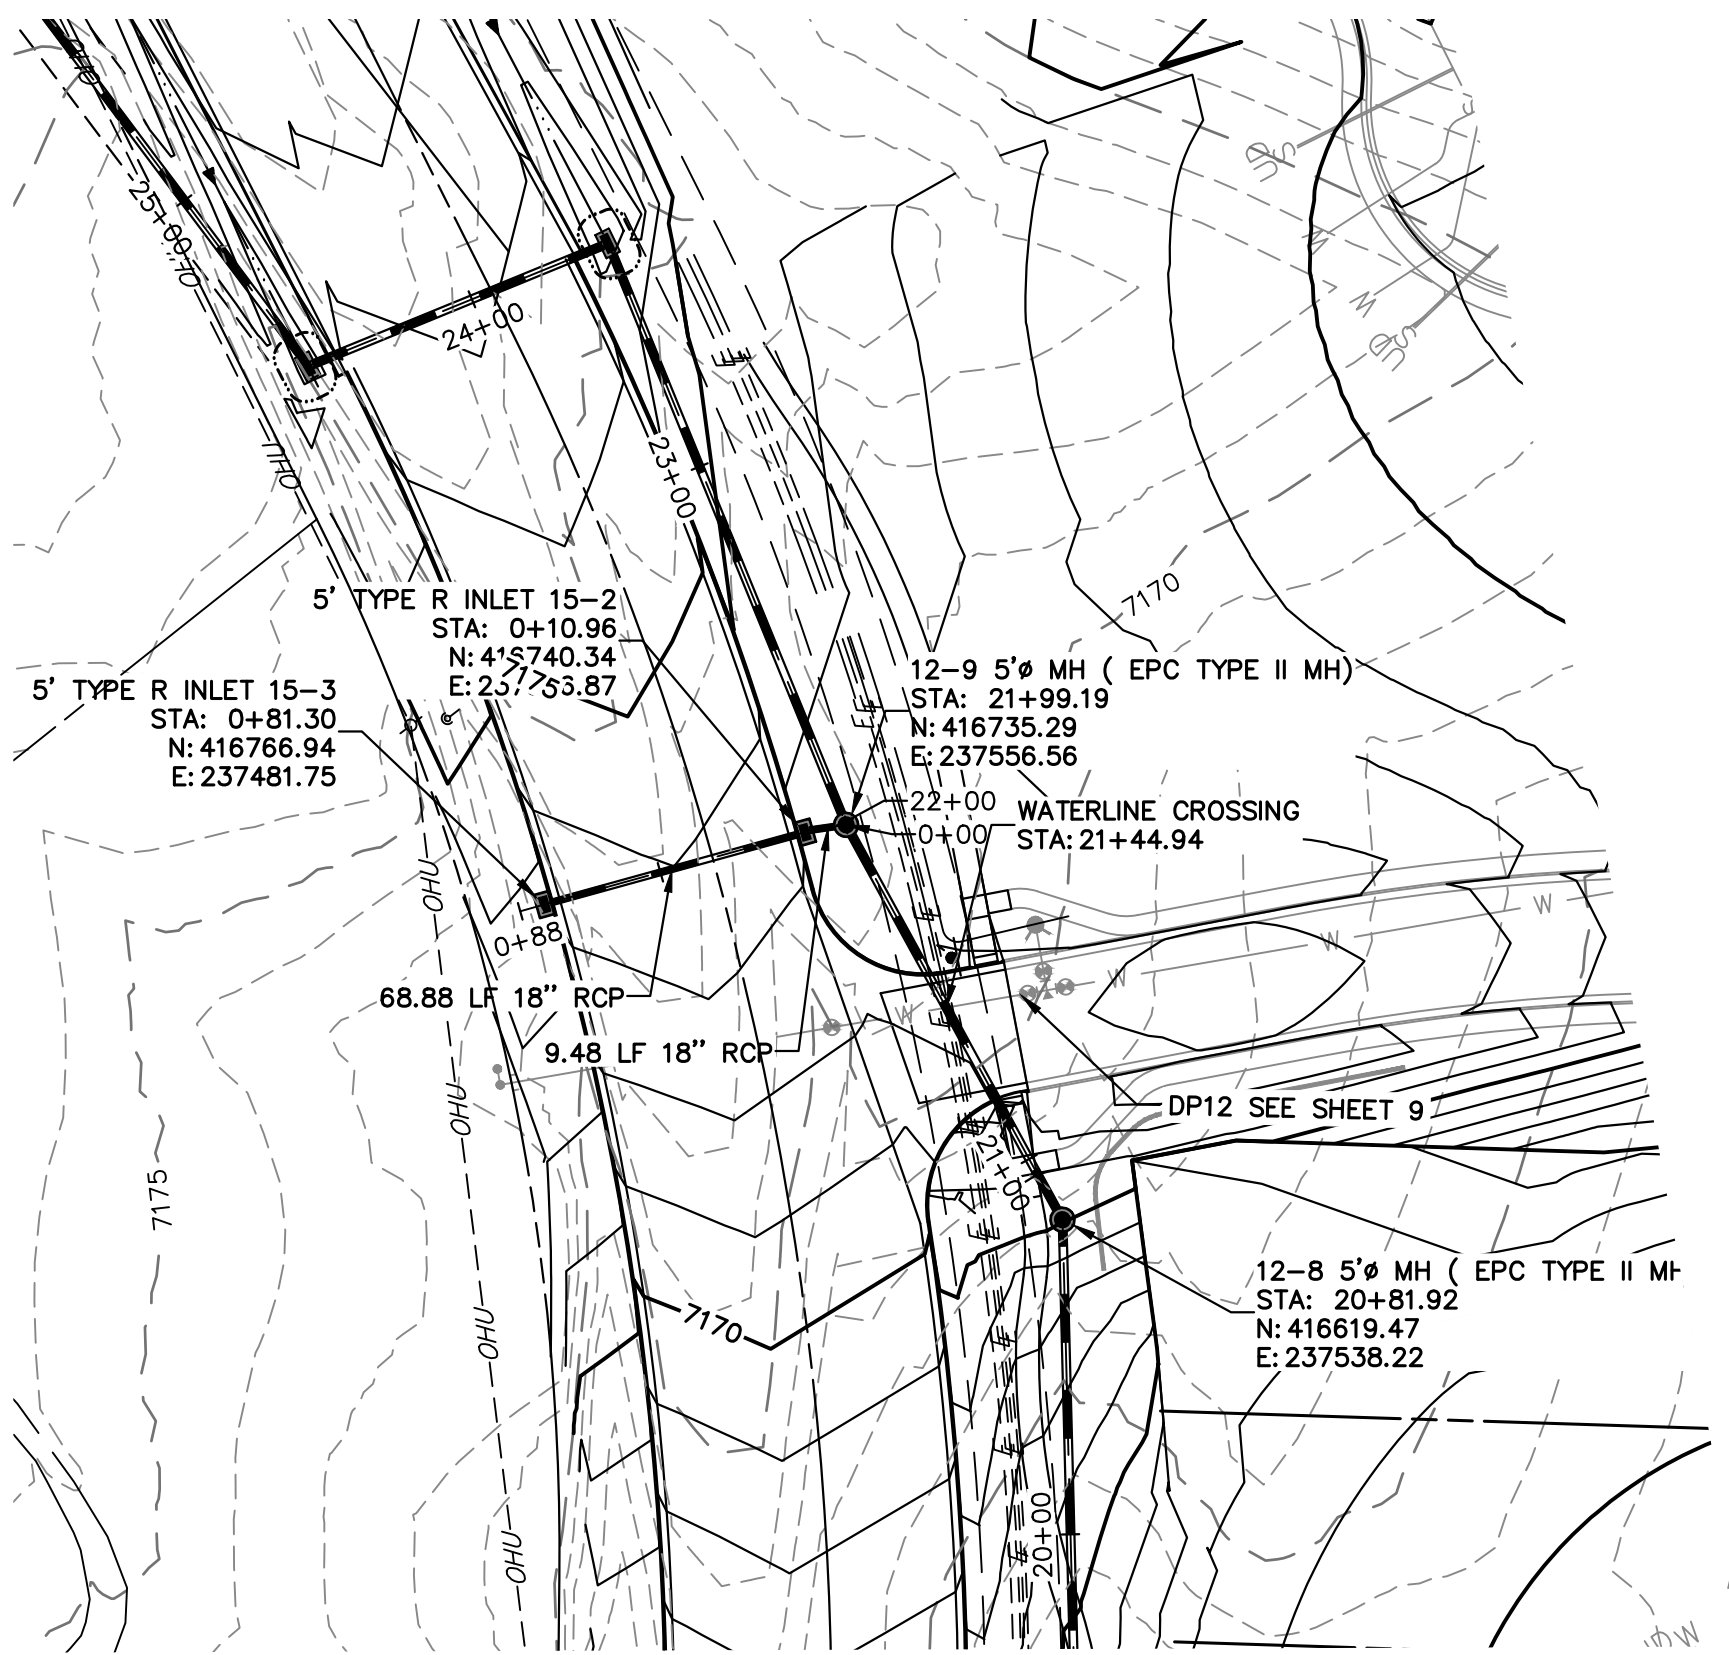 OHU
25+00
OHU
24+00
OHU
23+00
7170
5' TYPE R INLET 15-2
STA: 0+10.96
7175
5' TYPE R INLET 15-3
STA: 0+81.30
N: 416766.94
E: 237481.75
12-9 5'ø MH ( EPC TYPE II MH)
STA: 21+99.19
N: 416735.29
E: 237556.56
22+00
0+00
WATERLINE CROSSING
STA: 21+44.94
OHU
0+88
68.88 LF 18" RCP
9.48 LF 18" RCP
W
W
W
W
W
W
OHU
DP12 SEE SHEET 9
21+00
7175
12-8 5'ø MH ( EPC TYPE II MH
STA: 20+81.92
N: 416619.47
E: 237538.22
7170
OHU
20+00
OHU
W